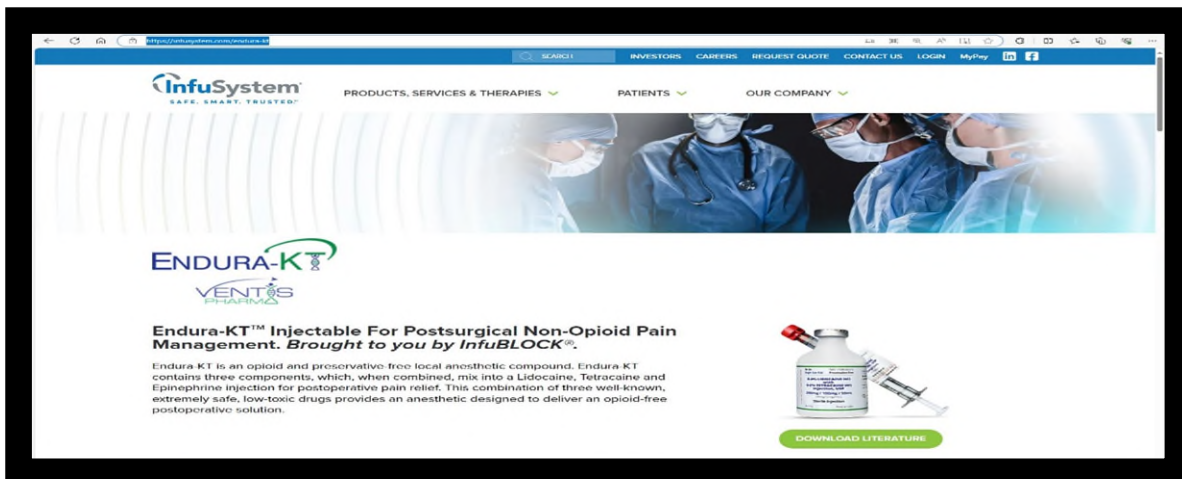 https://infusystem.com/endura-kt
SEARCH INVESTORS CAREERS REQUEST QUOTE CONTACT US LOGIN MyPay in f
InfuSystem
SAFE. SMART. TRUSTED.
PRODUCTS, SERVICES & THERAPIES PATIENTS OUR COMPANY
ENDURA-KT
VENTIS
PHARMA
Endura-KT™ Injectable For Postsurgical Non-Opioid Pain
Management. Brought to you by InfuBLOCK®.
Endura-KT is an opioid and preservative-free local anesthetic compound. Endura-KT
contains three components, which, when combined, mix into a Lidocaine, Tetracaine and
Epinephrine injection for postoperative pain relief. This combination of three well-known,
extremely safe, low-toxic drugs provides an anesthetic designed to deliver an opioid-free
postoperative solution.
DOWNLOAD LITERATURE